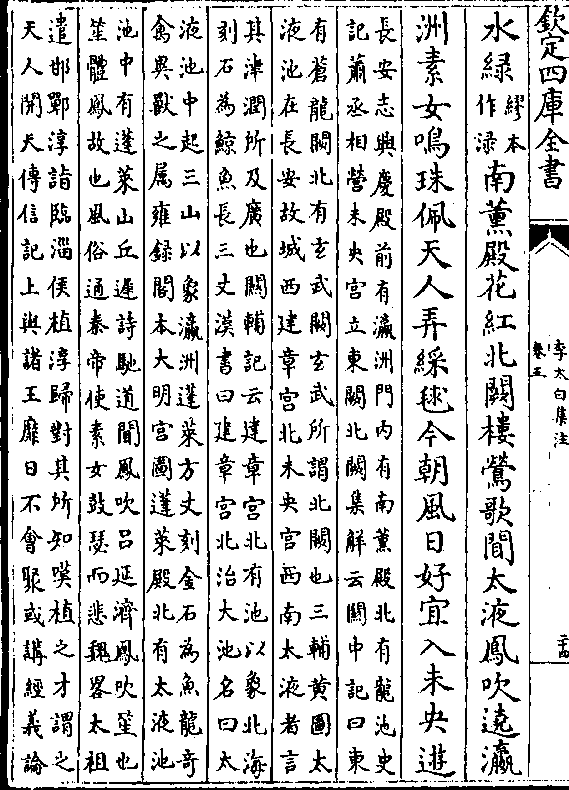 欽定四庫全書
李太白集注
卷五
二十四
水緑繆本作渌南薰殿花紅北闕樓鶯歌聞太液鳳吹遶瀛
洲素女鳴珠佩天人弄綵毬今朝風日好宜入未央遊
長安志興慶殿前有瀛洲門内有南薰殿北有龍池史
記蕭丞相營未央宫立東闕北闕集解云關中記曰東
有蒼龍闕北有玄武闕玄武所謂北闕也三輔黄圖太
液池在長安故城西建章宫北未央宫西南太液者言
其津潤所及廣也關輔記云建章宫北有池以象北海
刻石為鯨魚長三丈漢書曰建章宫北治大池名曰太
液池中起三山以象瀛洲蓬萊方丈刻金石為魚龍奇
禽異獸之属雍録閣本大明宫圖蓬萊殿北有太液池
池中有蓬萊山丘遲詩馳道聞鳳吹吕延濟鳳吹笙也
笙體鳳故也風俗通秦帝使素女鼓瑟而悲魏畧太祖
遣邯鄲淳詣臨淄侯植淳歸對其所知嘆植之才謂之
天人開天傳信記上與諸王靡日不會聚或講經義論